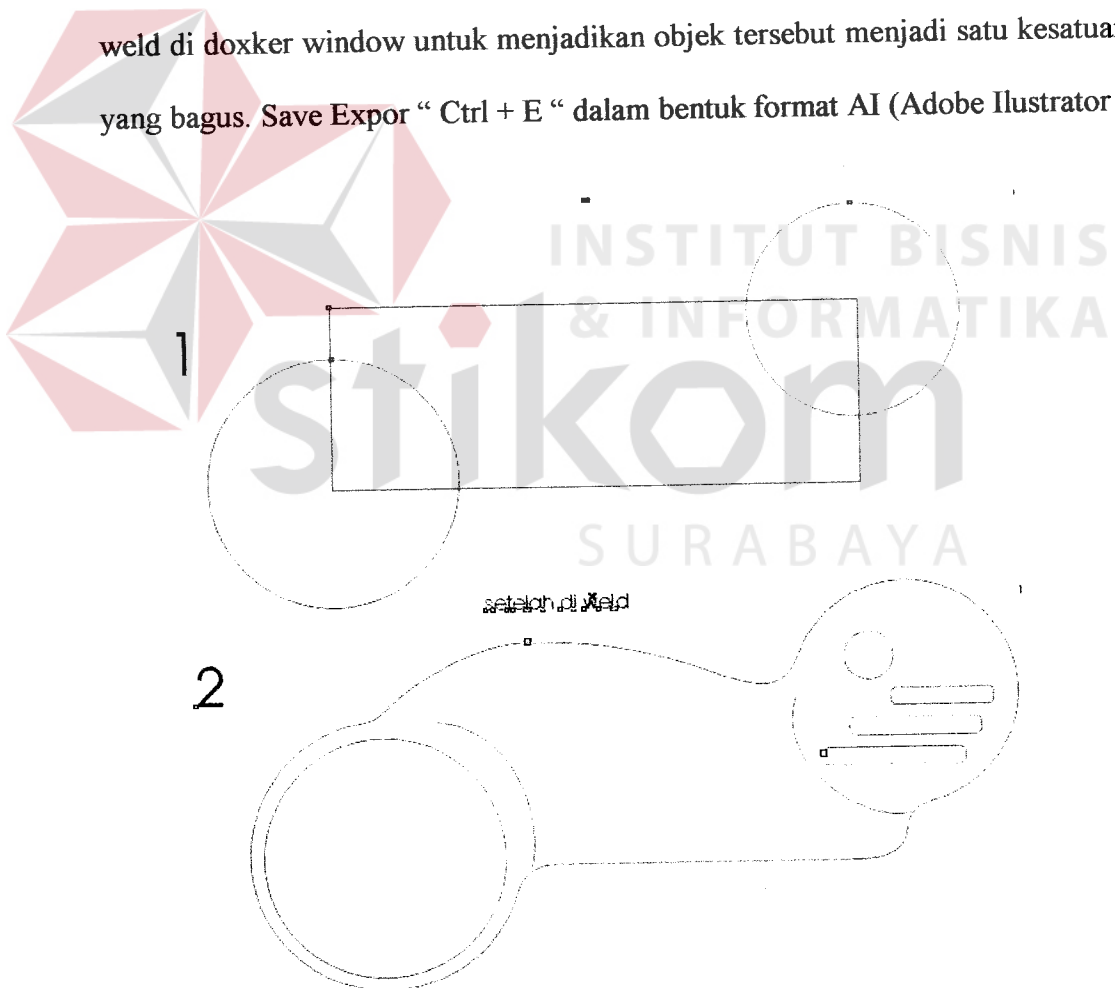 weld di doxker window untuk menjadikan objek tersebut menjadi satu kesatuan
yang bagus. Save Expor “ Ctrl + E “ dalam bentuk format AI (Adobe Ilustrator
INSTITUT BISNIS
& INFORMATIKA
1
stikom
SURABAYA
setelah di Weld
2